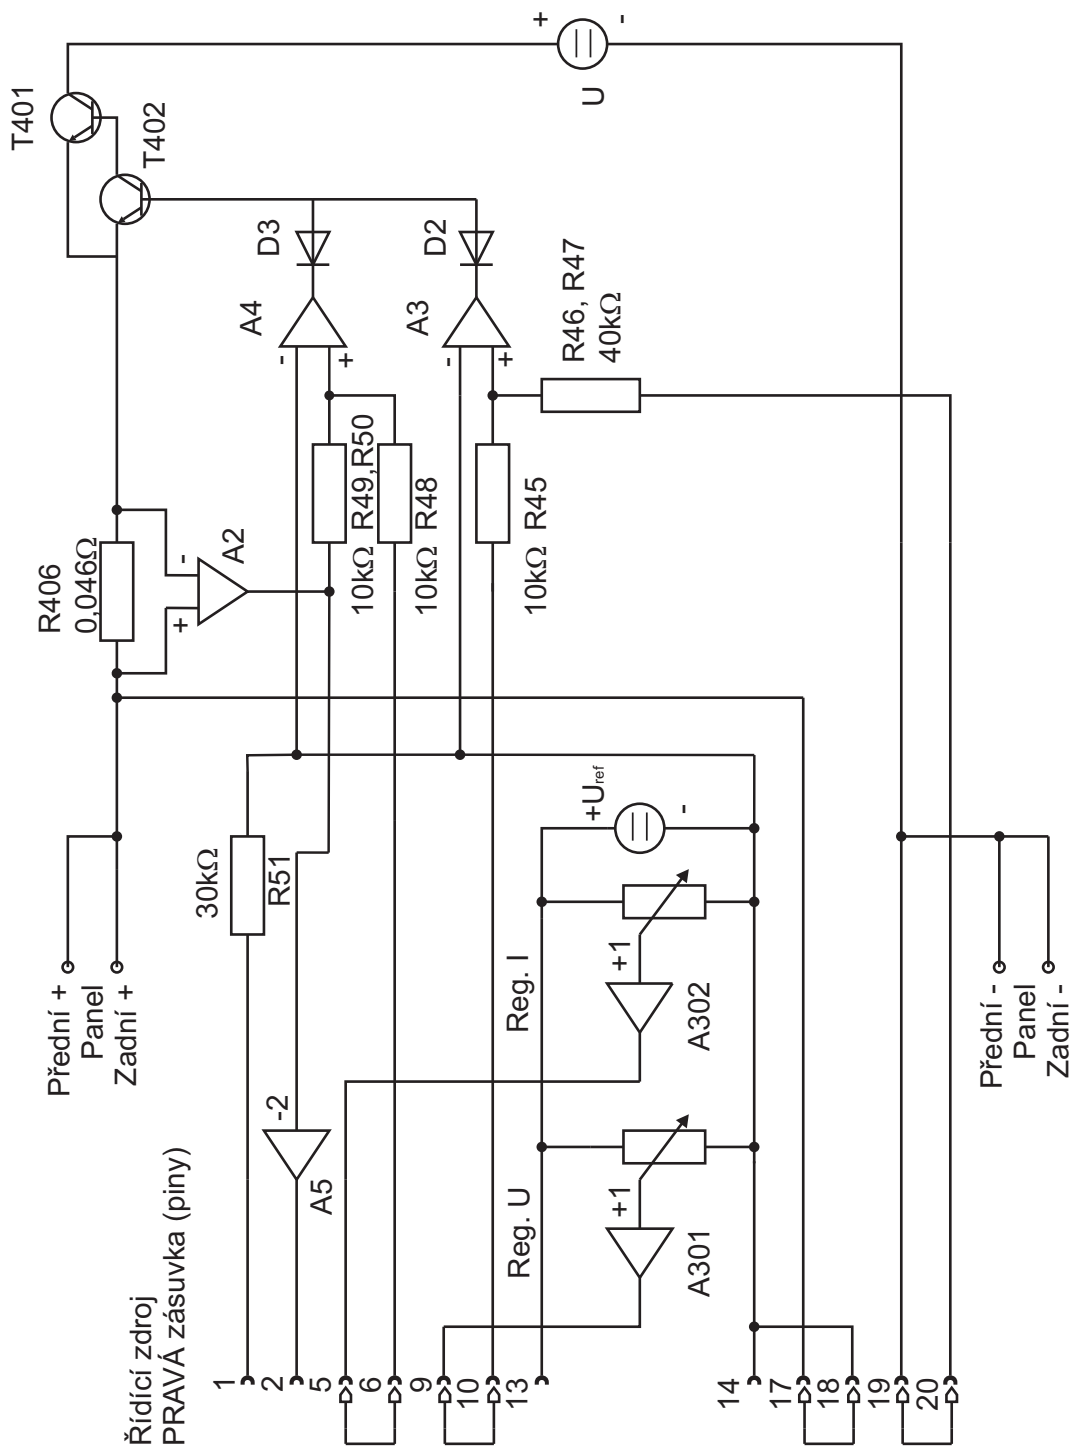 Řídící zdroj
PRAVÁ zásuvka (piny)
Přední +
Panel
Zadní +
R406
0,046Ω
T401
T402
+
-
A2
30kΩ
R51
-2
A5
-
+
A4
D3
10kΩ R49,R50
10kΩ R48
-
+
A3
D2
10kΩ R45
R46, R47
40kΩ
Reg. U
+1
A301
Reg. I
+1
A302
+Uref
-
+
-
U
Přední -
Panel
Zadní -
1
2
5
6
9
10
13
14
17
18
19
20